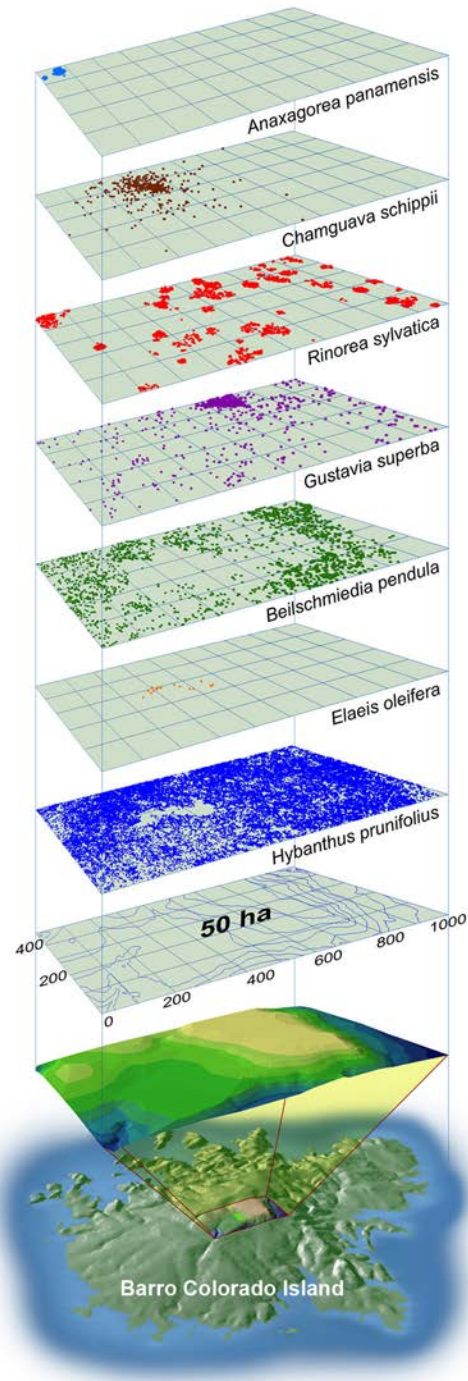 Anaxagorea panamensis
Chamguava schippii
Rinorea sylvatica
Gustavia superba
Beilschmiedia pendula
Elaeis oleifera
Hybanthus prunifolius
50 ha
400
200
0
200
400
600
800
1000
Barro Colorado Island